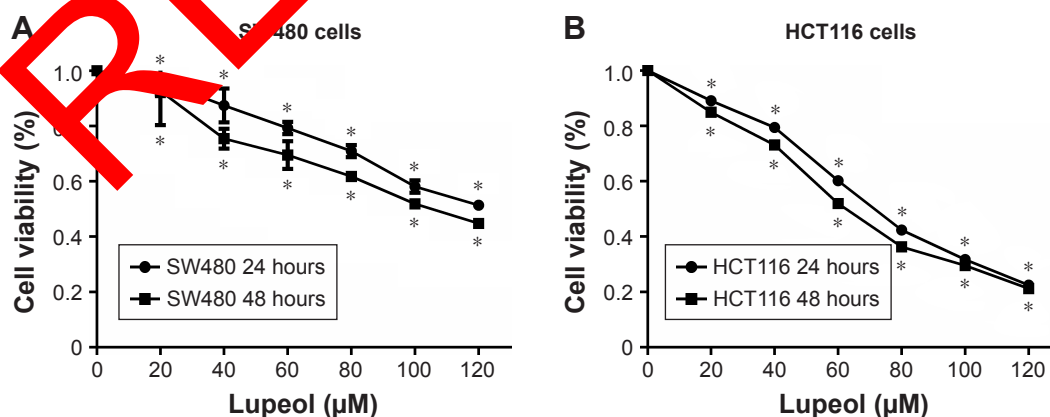 A
SW480 cells
B
HCT116 cells
Cell viability (%)
1.0
0.8
0.6
0.4
0.2
0
* * * * * *
* * * * * *
SW480 24 hours
SW480 48 hours
0 20 40 60 80 100 120
Lupeol (µM)
Cell viability (%)
1.0
0.8
0.6
0.4
0.2
0
* * * * * *
* * * * * *
HCT116 24 hours
HCT116 48 hours
0 20 40 60 80 100 120
Lupeol (µM)
RE